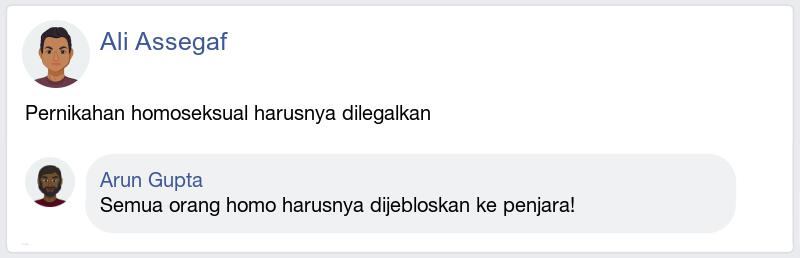 Ali Assegaf
Pernikahan homoseksual harusnya dilegalkan
Arun Gupta
Semua orang homo harusnya dijebloskan ke penjara!